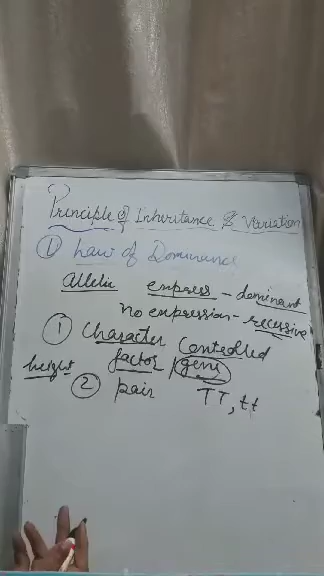 Principle of Inheritance & Variation
① Law of Dominance
allelic express - dominant
no expression - recessive
① Character Controlled
height factor / gene
② pair TT, tt